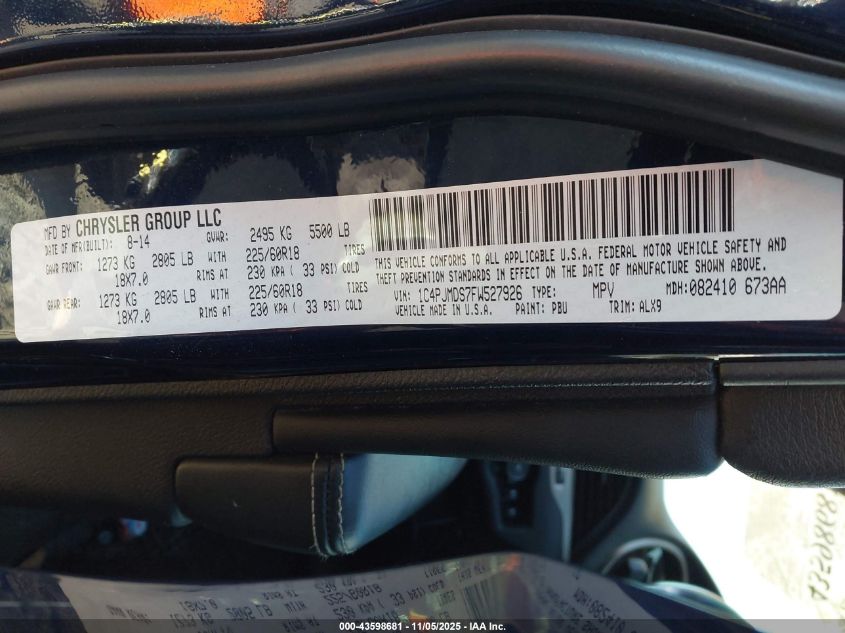 MFD BY CHRYSLER GROUP LLC
DATE OF MFR(BUILT): 8-14 GVWR: 2495 KG 5500 LB
GAWR FRONT: 1273 KG 2805 LB WITH 225/60R18 TIRES
18X7.0 RIMS AT 230 KPA ( 33 PSI) COLD
GAWR REAR: 1273 KG 2805 LB WITH 225/60R18 TIRES
18X7.0 RIMS AT 230 KPA ( 33 PSI) COLD
THIS VEHICLE CONFORMS TO ALL APPLICABLE U.S.A. FEDERAL MOTOR VEHICLE SAFETY AND
THEFT PREVENTION STANDARDS IN EFFECT ON THE DATE OF MANUFACTURE SHOWN ABOVE.
VIN: 1C4PJMDS7FW527926 TYPE: MPV MDH:082410 673AA
VEHICLE MADE IN U.S.A. PAINT: PBU TRIM: ALX9
43598681
© 000-43598681 - 11/05/2025 - IAAI, Inc.